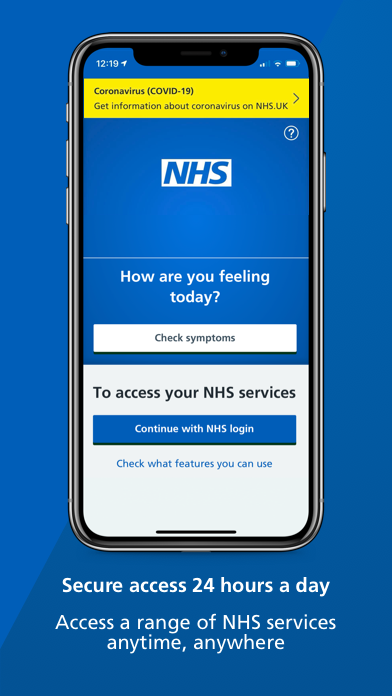 12:19
Coronavirus (COVID-19)
Get information about coronavirus on NHS.UK
?
NHS
How are you feeling
today?
Check symptoms
To access your NHS services
Continue with NHS login
Check what features you can use
Secure access 24 hours a day
Access a range of NHS services
anytime, anywhere